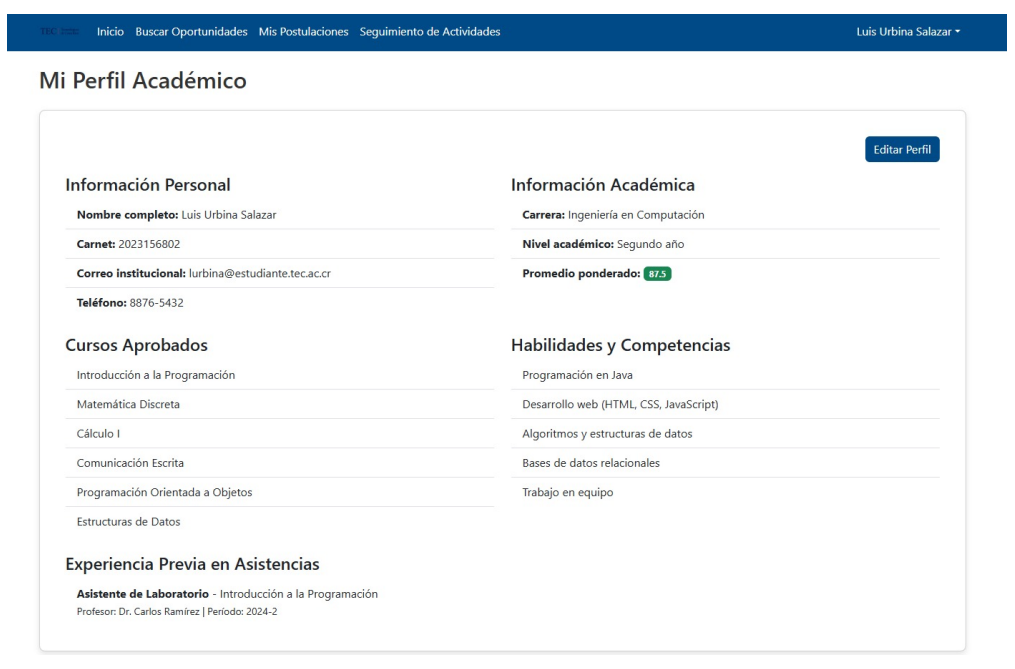 TEC
Inicio Buscar Oportunidades Mis Postulaciones Seguimiento de Actividades
Luis Urbina Salazar
Mi Perfil Académico
Editar Perfil
Información Personal
Nombre completo: Luis Urbina Salazar
Carnet: 2023156802
Correo institucional: lurbina@estudiante.tec.ac.cr
Teléfono: 8876-5432
Información Académica
Carrera: Ingeniería en Computación
Nivel académico: Segundo año
Promedio ponderado: 87.5
Cursos Aprobados
Introducción a la Programación
Matemática Discreta
Cálculo I
Comunicación Escrita
Programación Orientada a Objetos
Estructuras de Datos
Habilidades y Competencias
Programación en Java
Desarrollo web (HTML, CSS, JavaScript)
Algoritmos y estructuras de datos
Bases de datos relacionales
Trabajo en equipo
Experiencia Previa en Asistencias
Asistente de Laboratorio - Introducción a la Programación
Profesor: Dr. Carlos Ramírez | Período: 2024-2